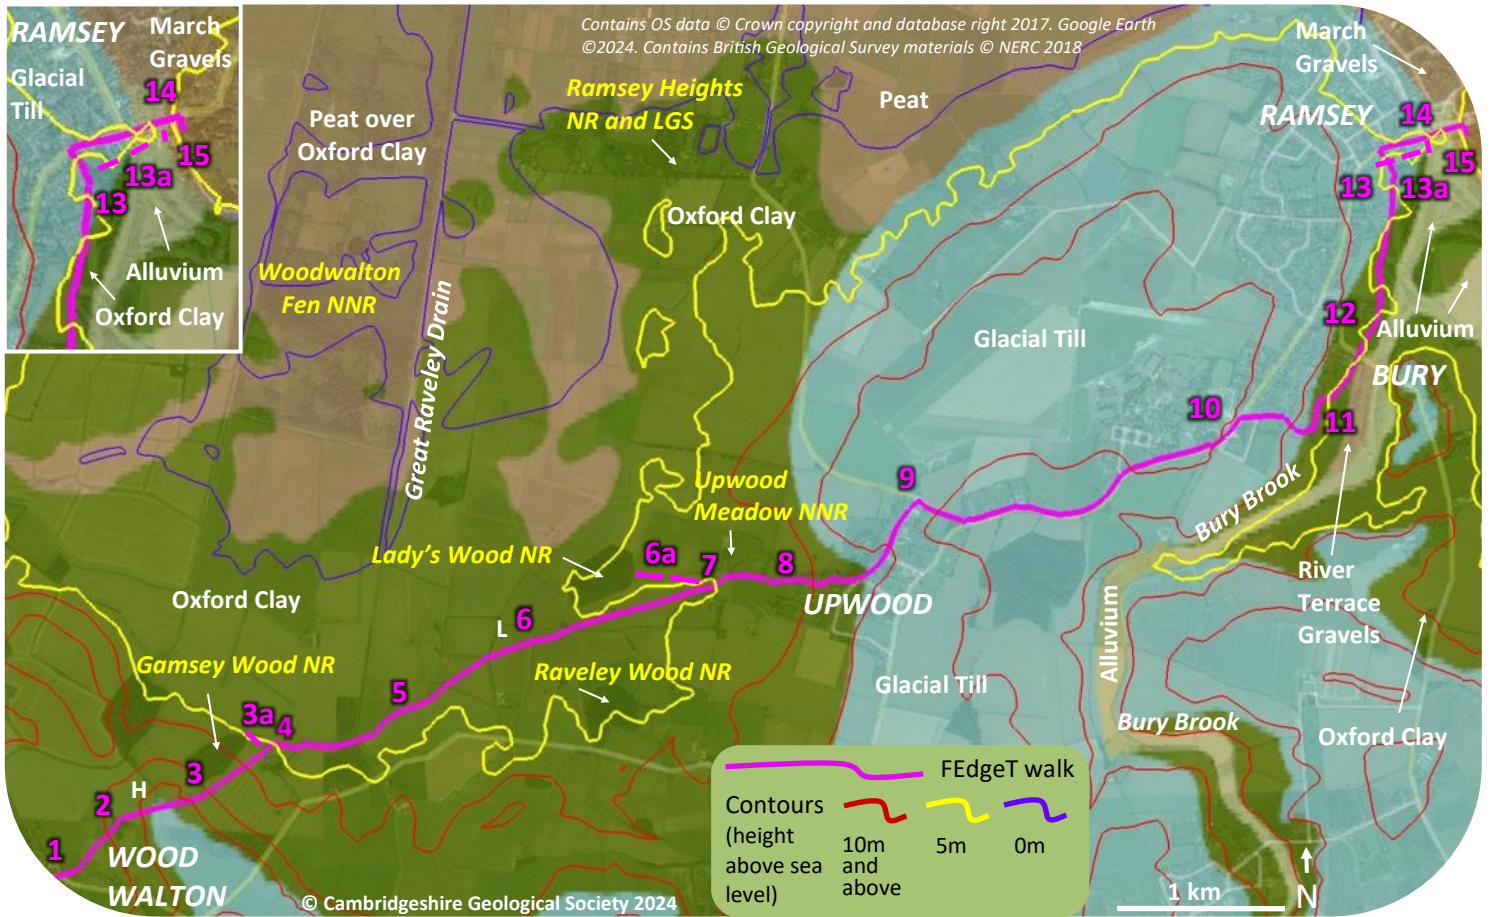 Contains OS data © Crown copyright and database right 2017. Google Earth
©2024. Contains British Geological Survey materials © NERC 2018
RAMSEY
March
Gravels
Glacial
Till
14
15
13a
13
Alluvium
Oxford Clay
Peat over
Oxford Clay
Ramsey Heights
NR and LGS
Peat
March
Gravels
RAMSEY
14
15
13
13a
Oxford Clay
Woodwalton
Fen NNR
Great Raveley Drain
Glacial Till
12
Alluvium
BURY
10
11
Upwood
Meadow NNR
9
Bury Brook
Lady's Wood NR
6a
7
8
UPWOOD
River
Terrace
Gravels
Oxford Clay
L
6
Alluvium
Gamsey Wood NR
Raveley Wood NR
Glacial Till
5
3a
4
Bury Brook
Oxford Clay
3
H
2
1
WOOD
WALTON
FEdgeT walk
Contours
(height
above sea
level)
10m
and
above
5m
0m
1 km
N
© Cambridgeshire Geological Society 2024